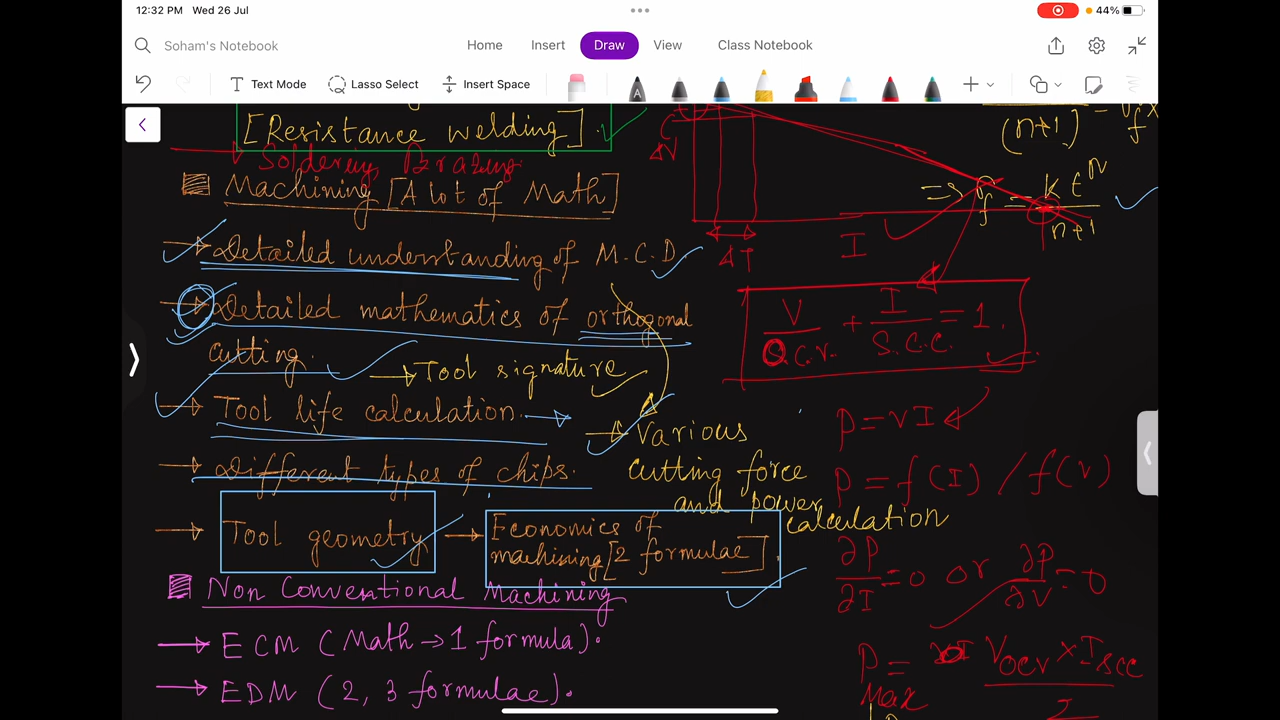 12:32 PM Wed 26 Jul
44%
Soham's Notebook
Home Insert Draw View Class Notebook
Text Mode Lasso Select Insert Space
[Resistance welding].
Soldering, Brazing.
Machining [A lot of Math]
→ Detailed understanding of M.C.D
→ Detailed mathematics of orthogonal
cutting.
→ Tool signature
→ Tool life calculation. →
→ Various
cutting force
and power
calculation
→ Different types of chips.
→ Tool geometry
→ Economics of
machining [2 formulae].
Non Conventional Machining
→ ECM (Math → 1 formula).
→ EDM (2, 3 formulae).
(n+1)
ΔV
ΔI
I
=> = K t^n
n+1
V/O.C.V. + I/S.C.C. = 1.
P = VI
P = f(I) / f(V)
∂P/∂I = 0 or ∂P/∂V = 0
P Max = Vocv × Iscc